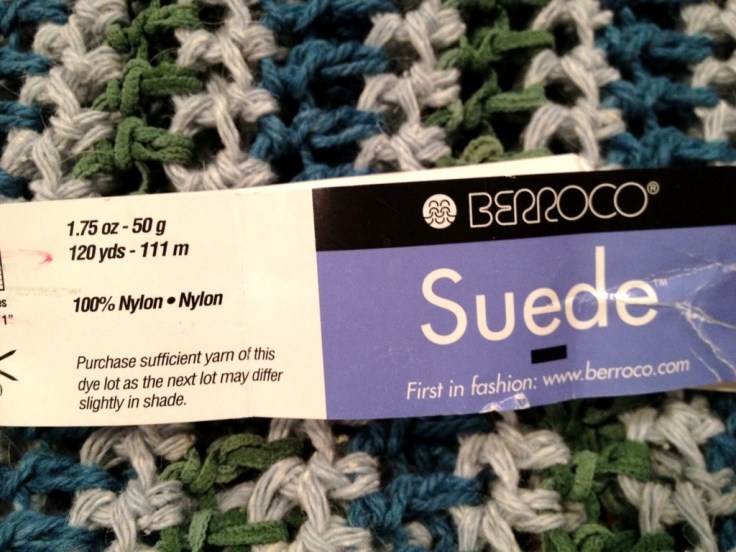 1.75 oz - 50 g
120 yds - 111 m
100% Nylon • Nylon
Purchase sufficient yarn of this
dye lot as the next lot may differ
slightly in shade.
1"
BERROCO®
Suede™
First in fashion: www.berroco.com